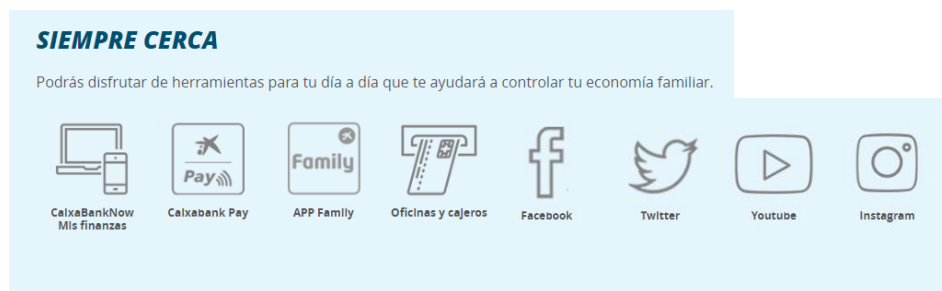 SIEMPRE CERCA
Podrás disfrutar de herramientas para tu día a día que te ayudará a controlar tu economía familiar.
Pay
Family
CaixaBankNow
Mis finanzas
Caixabank Pay
APP Family
Oficinas y cajeros
Facebook
Twitter
Youtube
Instagram